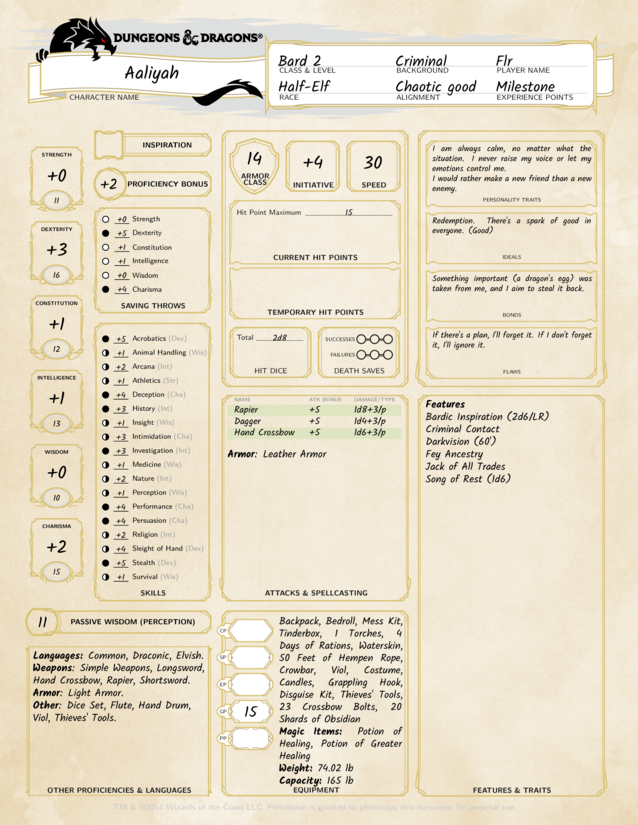 DUNGEONS & DRAGONS®
Aaliyah
CHARACTER NAME
Bard 2
CLASS & LEVEL
Criminal
BACKGROUND
Flr
PLAYER NAME
Half-Elf
RACE
Chaotic good
ALIGNMENT
Milestone
EXPERIENCE POINTS
STRENGTH
+0
11
DEXTERITY
+3
16
CONSTITUTION
+1
12
INTELLIGENCE
+1
13
WISDOM
+0
10
CHARISMA
+2
15
INSPIRATION
+2 PROFICIENCY BONUS
+0 Strength
+5 Dexterity
+1 Constitution
+1 Intelligence
+0 Wisdom
+4 Charisma
SAVING THROWS
+5 Acrobatics (Dex)
+1 Animal Handling (Wis)
+2 Arcana (Int)
+1 Athletics (Str)
+4 Deception (Cha)
+3 History (Int)
+1 Insight (Wis)
+3 Intimidation (Cha)
+3 Investigation (Int)
+1 Medicine (Wis)
+2 Nature (Int)
+1 Perception (Wis)
+4 Performance (Cha)
+4 Persuasion (Cha)
+2 Religion (Int)
+4 Sleight of Hand (Dex)
+5 Stealth (Dex)
+1 Survival (Wis)
SKILLS
11 PASSIVE WISDOM (PERCEPTION)
Languages: Common, Draconic, Elvish.
Weapons: Simple Weapons, Longsword,
Hand Crossbow, Rapier, Shortsword.
Armor: Light Armor.
Other: Dice Set, Flute, Hand Drum,
Viol, Thieves' Tools.
OTHER PROFICIENCIES & LANGUAGES
14
ARMOR
CLASS
+4
INITIATIVE
30
SPEED
Hit Point Maximum 15
CURRENT HIT POINTS
TEMPORARY HIT POINTS
Total 2d8
HIT DICE
SUCCESSES
FAILURES
DEATH SAVES
NAME ATK BONUS DAMAGE/TYPE
Rapier +5 1d8+3/p
Dagger +5 1d4+3/p
Hand Crossbow +5 1d6+3/p
Armor: Leather Armor
ATTACKS & SPELLCASTING
CP
SP
EP
GP 15
PP
Backpack, Bedroll, Mess Kit,
Tinderbox, 1 Torches, 4
Days of Rations, Waterskin,
50 Feet of Hempen Rope,
Crowbar, Viol, Costume,
Candles, Grappling Hook,
Disguise Kit, Thieves' Tools,
23 Crossbow Bolts, 20
Shards of Obsidian
Magic Items: Potion of
Healing, Potion of Greater
Healing
Weight: 74.02 lb
Capacity: 165 lb
EQUIPMENT
I am always calm, no matter what the
situation. I never raise my voice or let my
emotions control me.
I would rather make a new friend than a new
enemy.
PERSONALITY TRAITS
Redemption. There's a spark of good in
everyone. (Good)
IDEALS
Something important (a dragon's egg) was
taken from me, and I aim to steal it back.
BONDS
If there's a plan, I'll forget it. If I don't forget
it, I'll ignore it.
FLAWS
Features
Bardic Inspiration (2d6/LR)
Criminal Contact
Darkvision (60')
Fey Ancestry
Jack of All Trades
Song of Rest (1d6)
FEATURES & TRAITS
TM & ©2014 Wizards of the Coast LLC. Permission is granted to photocopy this document for personal use.